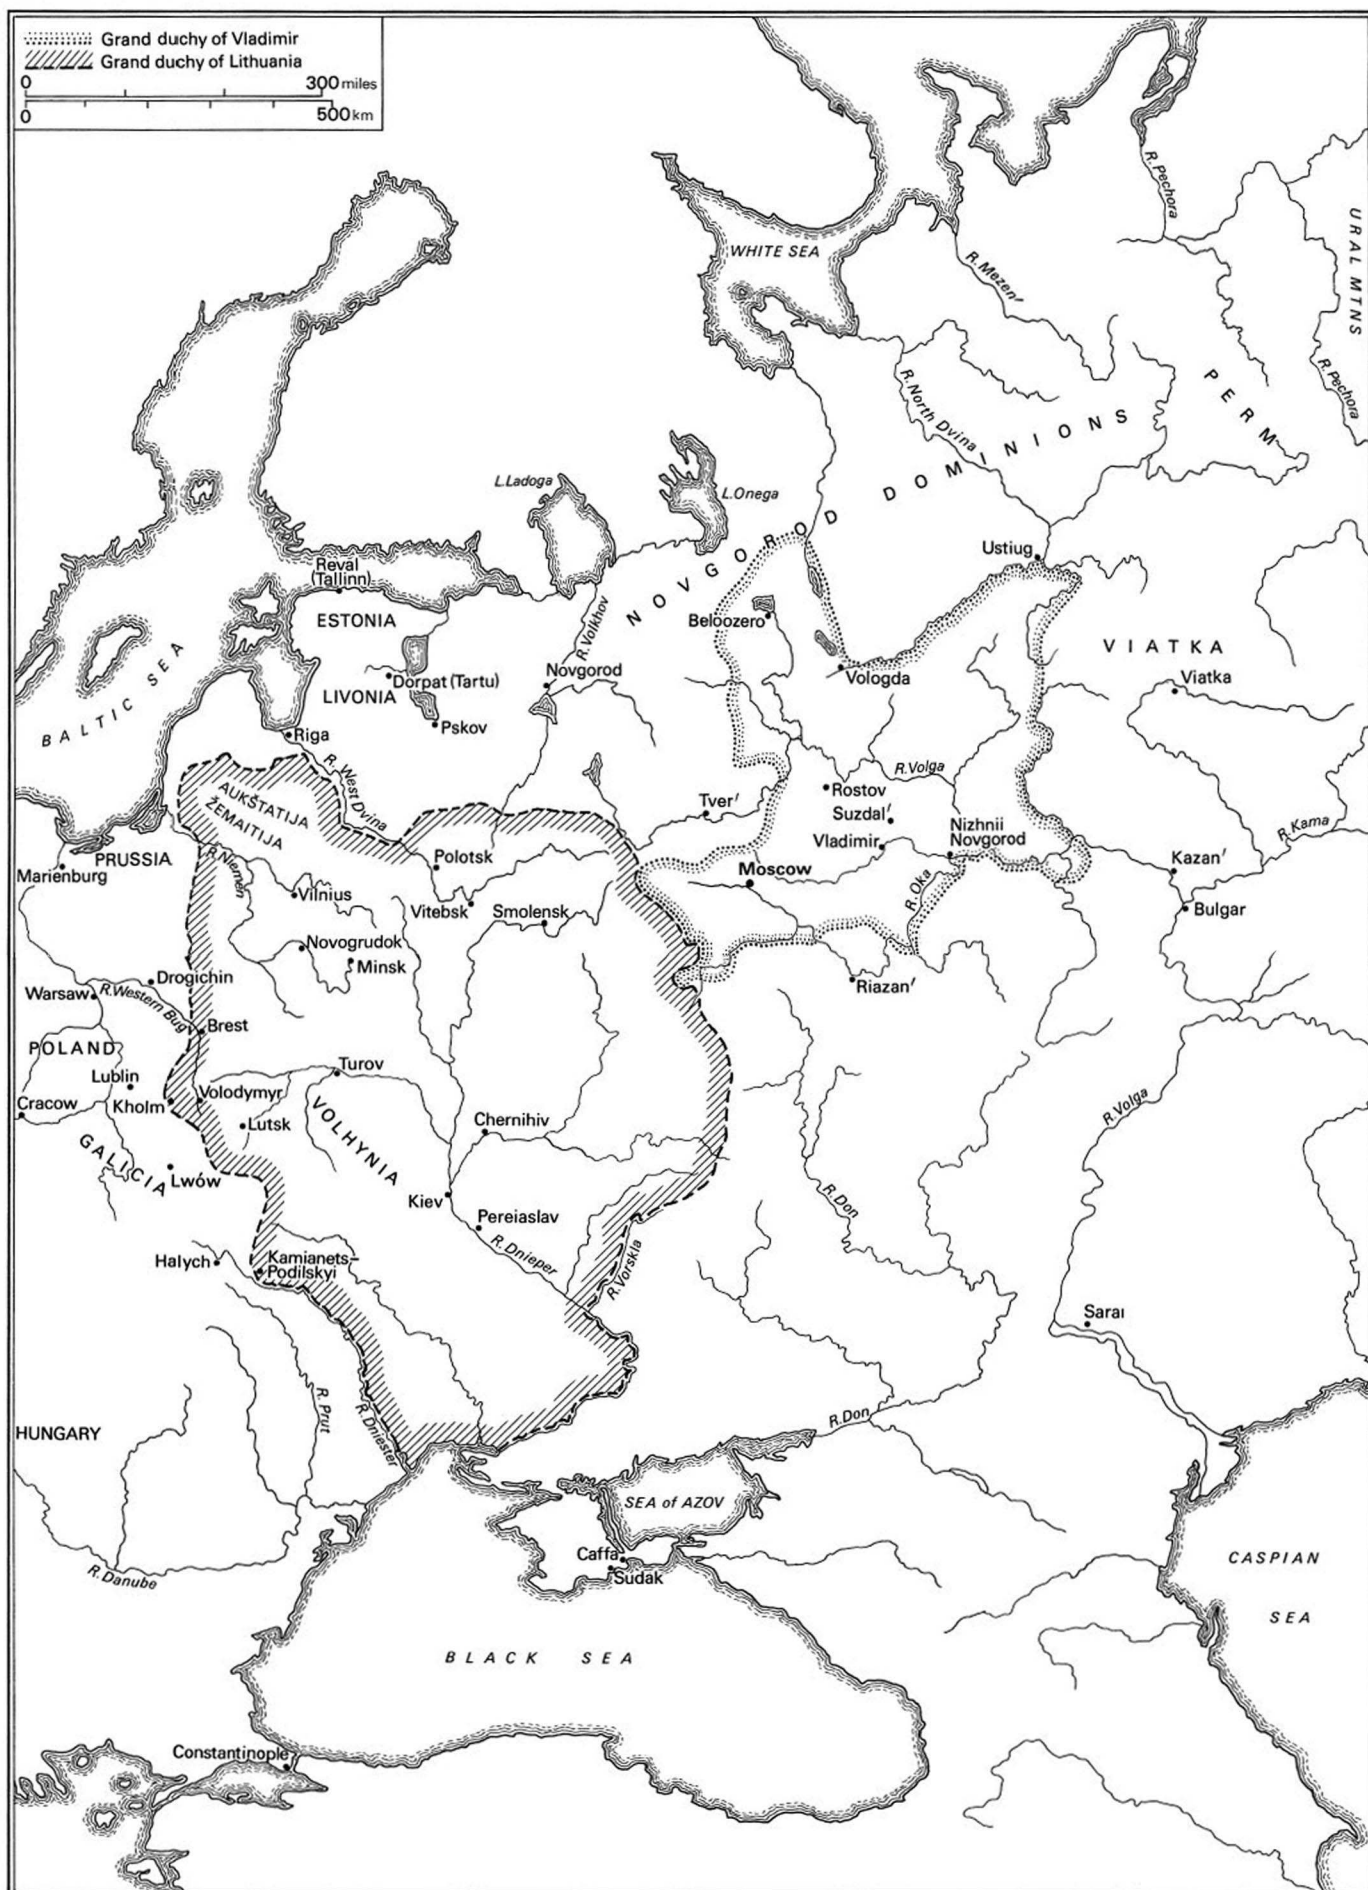 Grand duchy of Vladimir
Grand duchy of Lithuania
0 300 miles
0 500 km
R. Pechora
URAL MTNS
WHITE SEA
R. Mezen′
R. Pechora
PERM
R. North Dvina
NOVGOROD DOMINIONS
L. Ladoga
L. Onega
Ustiug
Reval
(Tallinn)
ESTONIA
R. Volkhov
Beloozero
VIATKA
BALTIC SEA
Dorpat (Tartu)
Novgorod
Vologda
Viatka
LIVONIA
Pskov
Riga
R. West Dvina
R. Volga
AUKŠTATIJA
ŽEMAITIJA
Rostov
Tver′
Suzdal′
R. Kama
Vladimir
Nizhnii
Novgorod
PRUSSIA
R. Niemen
Polotsk
Moscow
Kazan′
Marienburg
R. Oka
Vilnius
Vitebsk
Smolensk
Bulgar
Novogrudok
Minsk
Drogichin
Riazan′
Warsaw
R. Western Bug
Brest
POLAND
Turov
Lublin
Volodymyr
Cracow
Kholm
R. Volga
Lutsk
VOLHYNIA
Chernihiv
GALICIA
Lwów
Kiev
R. Don
Pereiaslav
R. Dnieper
Halych
Kamianets-
Podilskyi
R. Vorskla
Sarai
R. Prut
R. Dniester
R. Don
HUNGARY
SEA of AZOV
Caffa
Sudak
CASPIAN
SEA
R. Danube
BLACK SEA
Constantinople